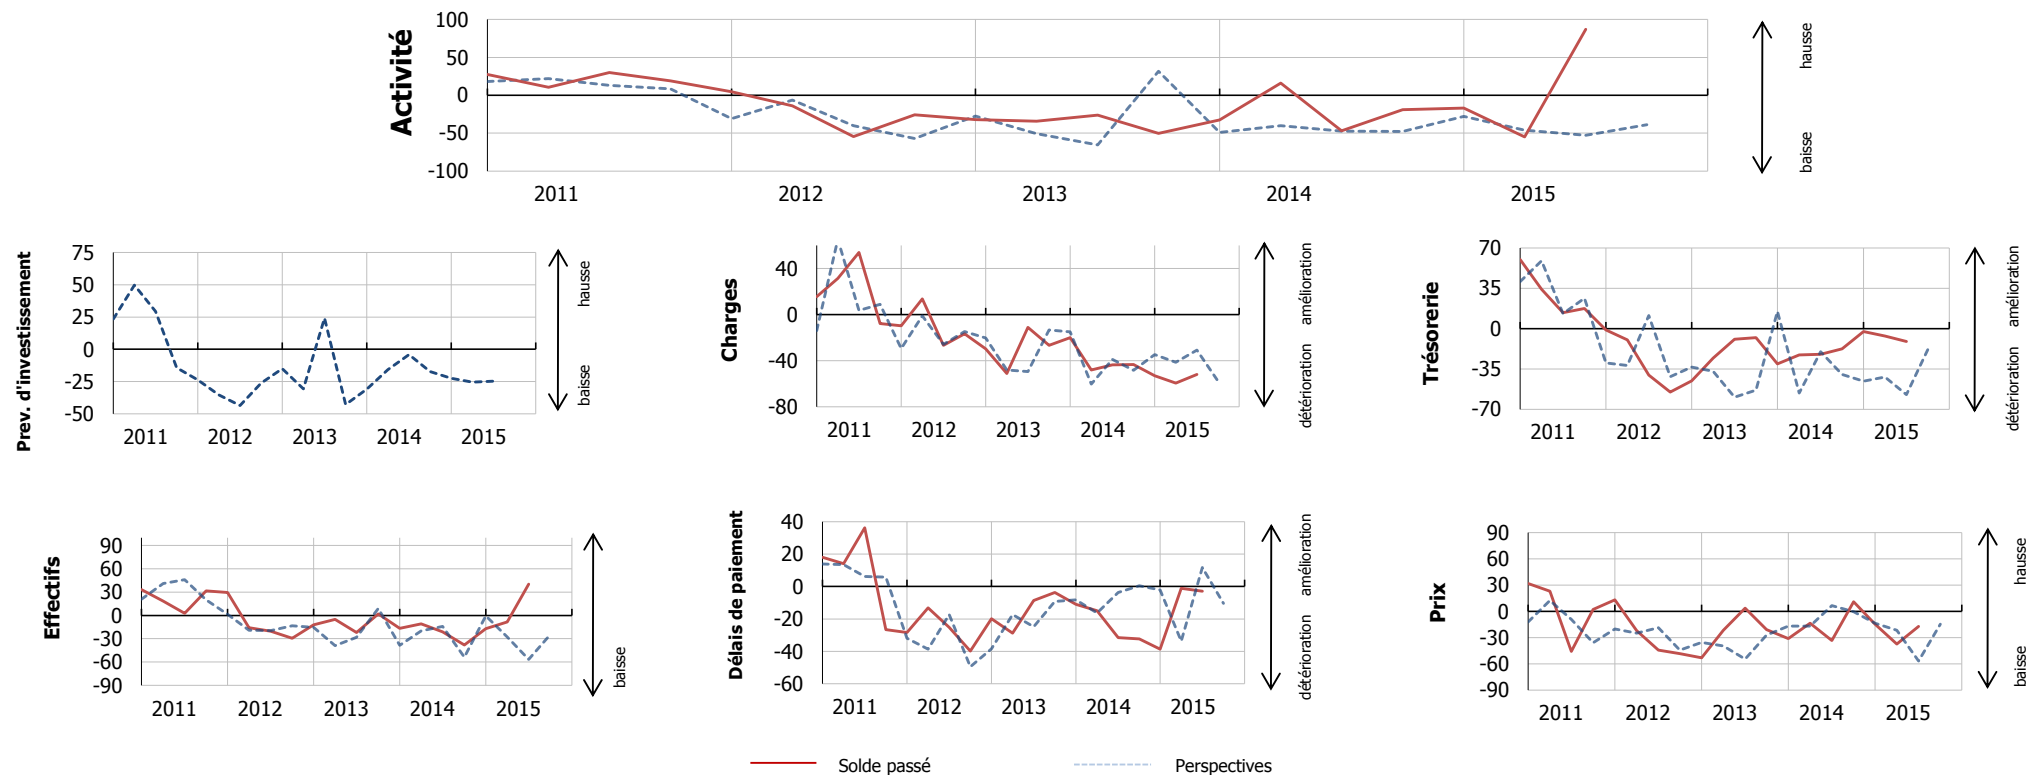 Activité
100
50
0
-50
-100
2011 2012 2013 2014 2015
hausse
baisse
Prev. d'investissement
75
50
25
0
-25
-50
2011 2012 2013 2014 2015
hausse
baisse
Charges
40
0
-40
-80
2011 2012 2013 2014 2015
amélioration
détérioration
Trésorerie
70
35
0
-35
-70
2011 2012 2013 2014 2015
amélioration
détérioration
Effectifs
90
60
30
0
-30
-60
-90
2011 2012 2013 2014 2015
baisse
Délais de paiement
40
20
0
-20
-40
-60
2011 2012 2013 2014 2015
amélioration
détérioration
Prix
90
60
30
0
-30
-60
-90
2011 2012 2013 2014 2015
hausse
baisse
Solde passé Perspectives